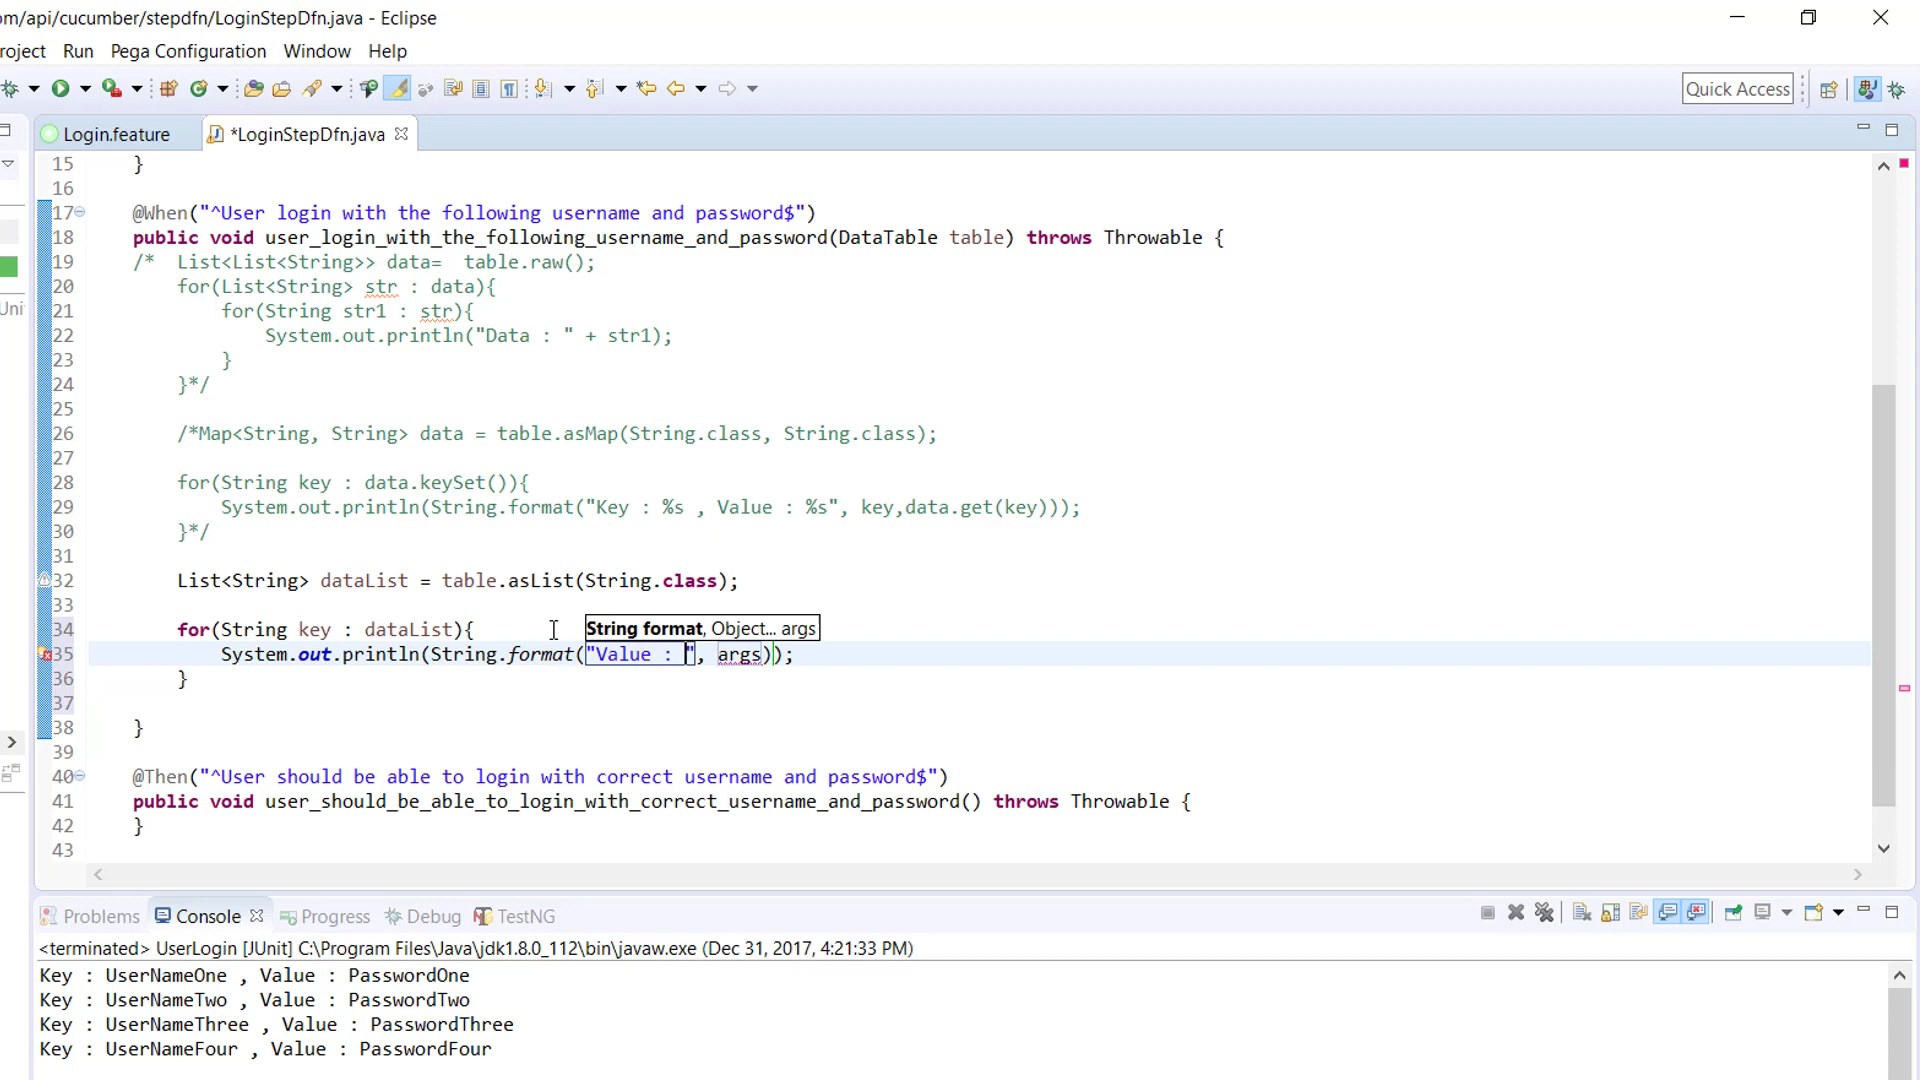 om/api/cucumber/stepdfn/LoginStepDfn.java - Eclipse
roject Run Pega Configuration Window Help
Quick Access
Login.feature *LoginStepDfn.java
15 }
16
17 @When("^User login with the following username and password$")
18 public void user_login_with_the_following_username_and_password(DataTable table) throws Throwable {
19 /* List<List<String>> data= table.raw();
20 for(List<String> str : data){
21 for(String str1 : str){
22 System.out.println("Data : " + str1);
23 }
24 }*/
25
26 /*Map<String, String> data = table.asMap(String.class, String.class);
27
28 for(String key : data.keySet()){
29 System.out.println(String.format("Key : %s , Value : %s", key,data.get(key)));
30 }*/
31
32 List<String> dataList = table.asList(String.class);
33
34 for(String key : dataList){
String format, Object... args
35 System.out.println(String.format("Value : ", args));
36 }
37
38 }
39
40 @Then("^User should be able to login with correct username and password$")
41 public void user_should_be_able_to_login_with_correct_username_and_password() throws Throwable {
42 }
43
Uni
Problems Console Progress Debug TestNG
<terminated> UserLogin [JUnit] C:\Program Files\Java\jdk1.8.0_112\bin\javaw.exe (Dec 31, 2017, 4:21:33 PM)
Key : UserNameOne , Value : PasswordOne
Key : UserNameTwo , Value : PasswordTwo
Key : UserNameThree , Value : PasswordThree
Key : UserNameFour , Value : PasswordFour